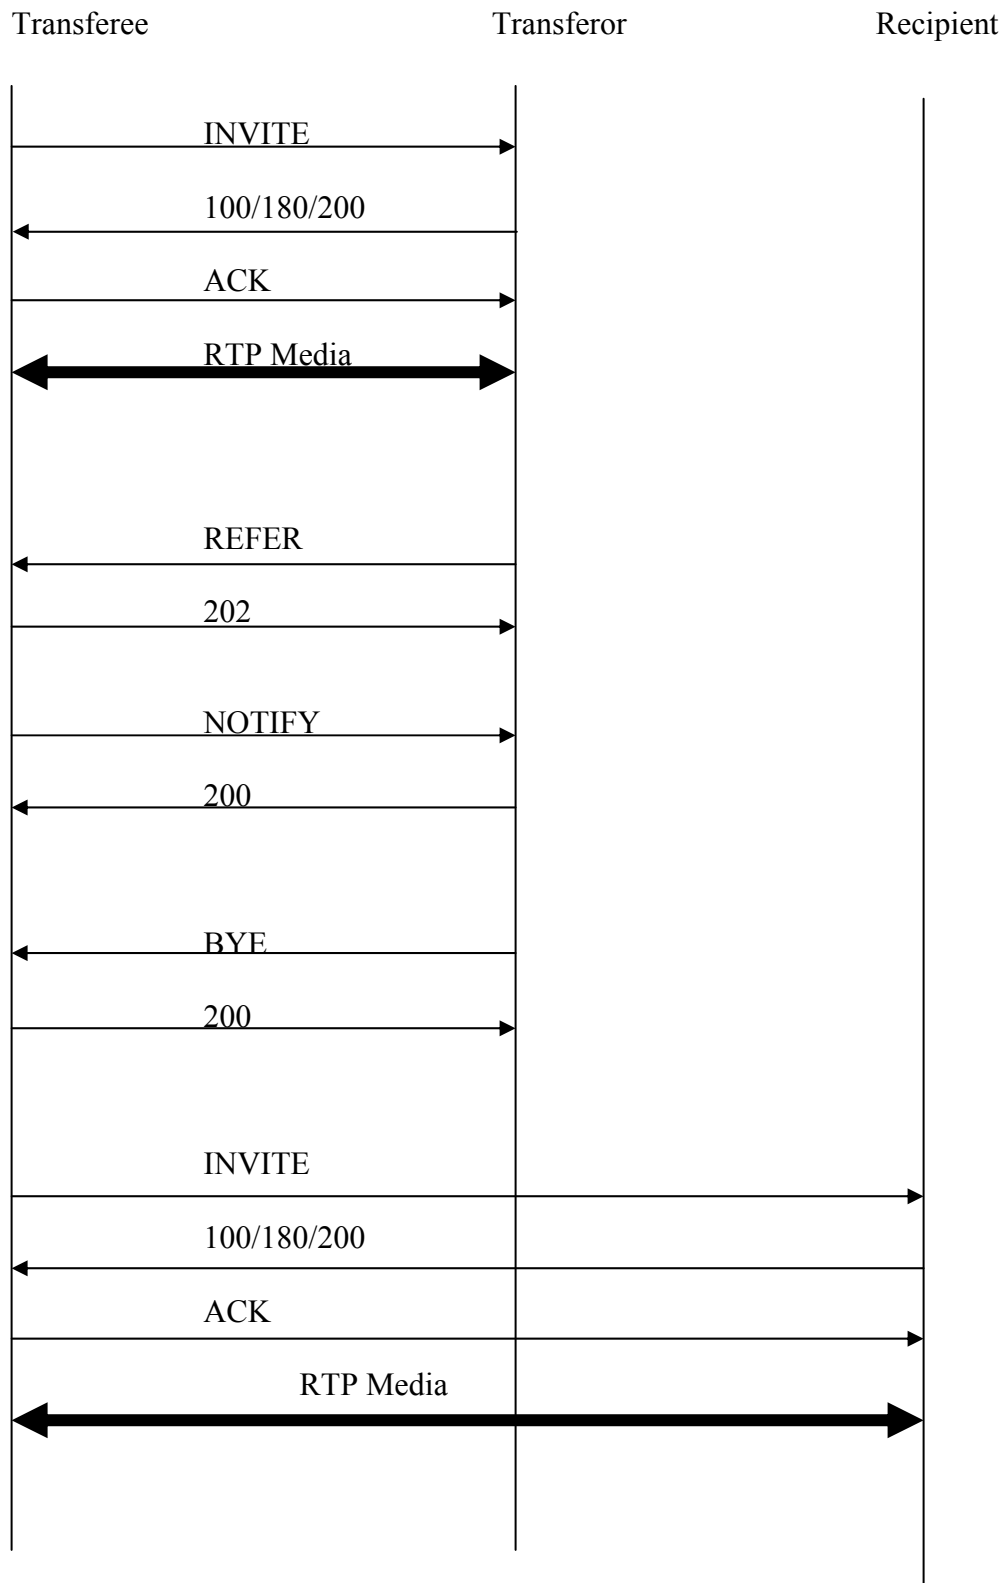 Transferee Transferor Recipient
INVITE
100/180/200
ACK
RTP Media
REFER
202
NOTIFY
200
BYE
200
INVITE
100/180/200
ACK
RTP Media